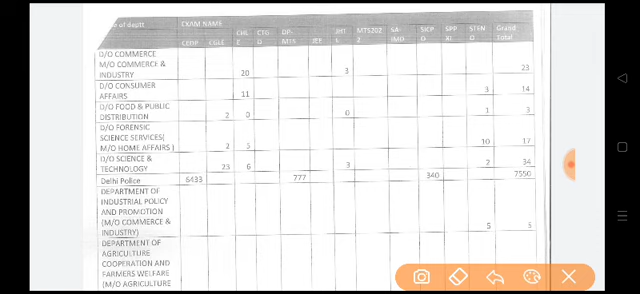 e of deptt EXAM NAME
CEDP CGLE CHL DP- JEE JHT MTS202 SA- SICP SPP STEN Grand
2 D MTS 2 IMD O D Total
D/O COMMERCE
M/O COMMERCE &
INDUSTRY 20 3 23
D/O CONSUMER
AFFAIRS 11 3 14
D/O FOOD & PUBLIC
DISTRIBUTION 2 0 0 1 3
D/O FORENSIC
SCIENCE SERVICES(
M/O HOME AFFAIRS ) 2 5 10 17
D/O SCIENCE &
TECHNOLOGY 23 6 3 2 34
Delhi Police 6433 777 340 7550
DEPARTMENT OF
INDUSTRIAL POLICY
AND PROMOTION
(M/O COMMERCE &
INDUSTRY) 5 5
DEPARTMENT OF
AGRICULTURE
COOPERATION AND
FARMERS WELFARE
(M/O AGRICULTURE